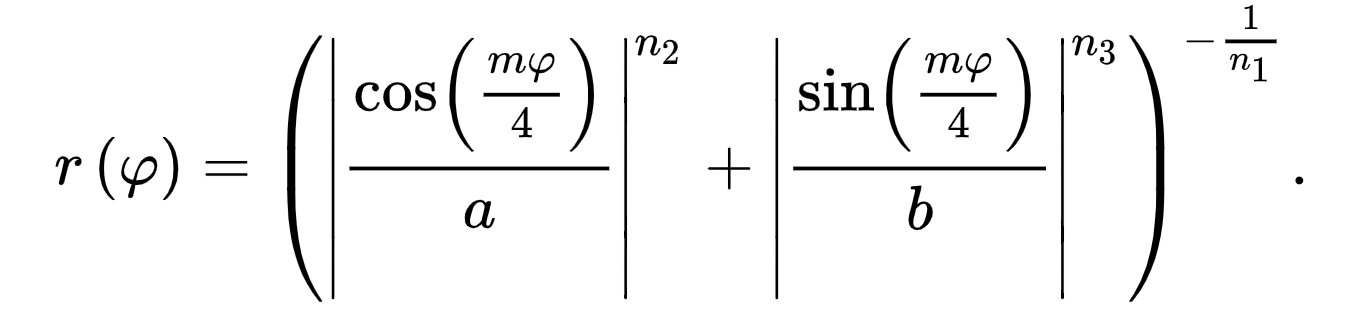 r(φ) = (|cos(mφ/4)/a|^{n_2} + |sin(mφ/4)/b|^{n_3})^{-1/n_1}.